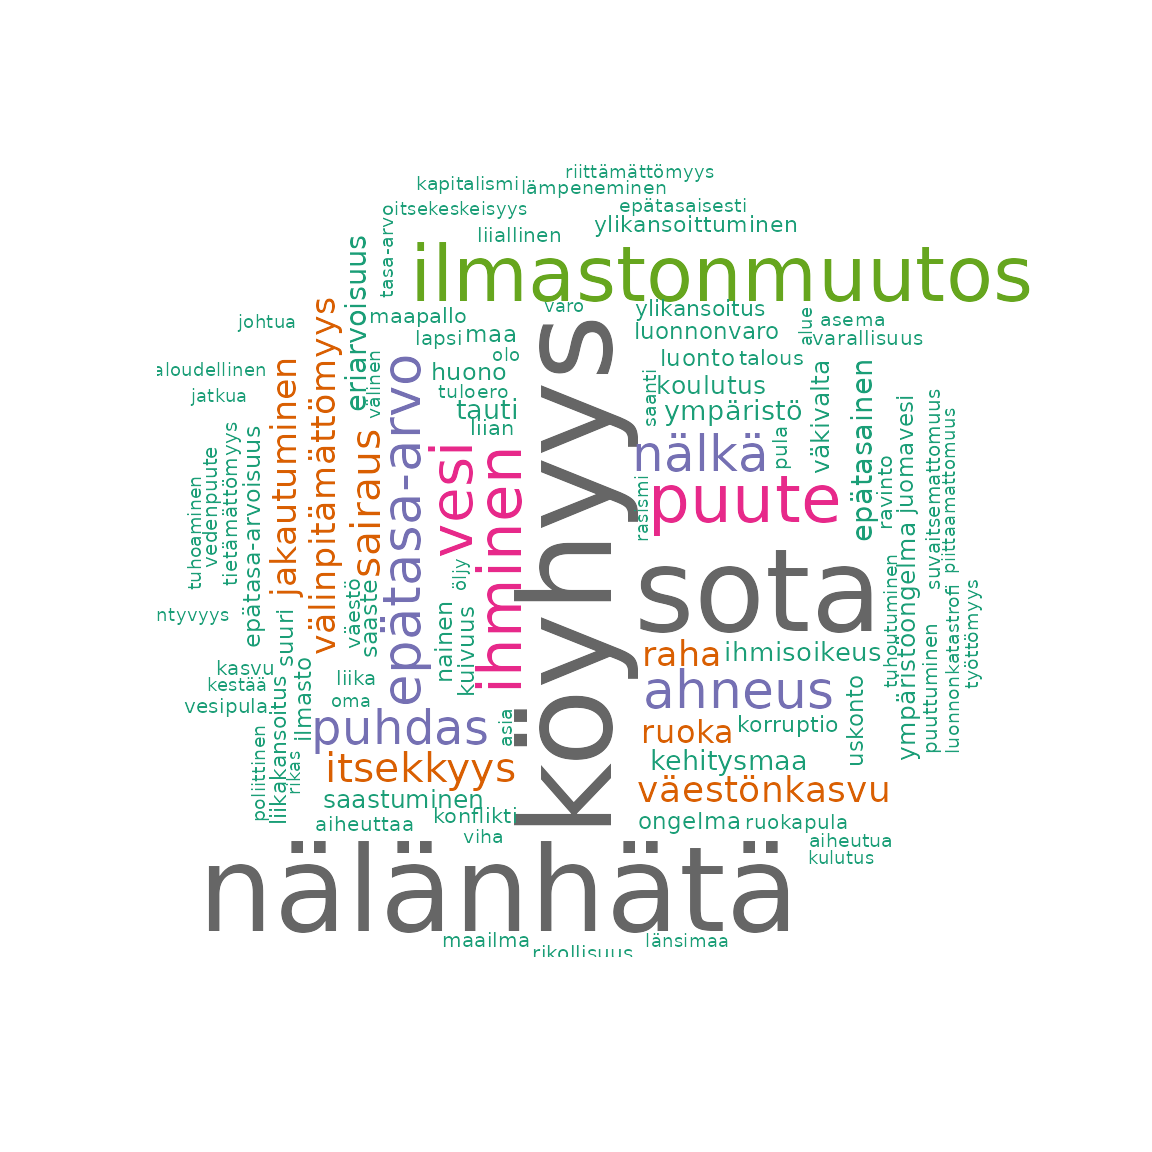 riittämättömyys
kapitalismi
lämpeneminen
itsekeskeisyys
epätasaisesti
ylikansoittuminen
liiallinen
tasa-arvo
ilmastonmuutos
eriarvoisuus
varo
ylikansoitus
maapallo
johtua
välinpitämättömyys
lapsi
maa
luonnonvaro
alue
asema
varallisuus
olo
luonto
talous
aloudellinen
jakautuminen
välinen
epätasa-arvo
huono
köyhyys
saanti
koulutus
väkivalta
epätasainen
jatkua
tuloero
tauti
ympäristö
liian
juomavesi
suvaitsemattomuus
piittaamattomuus
nälkä
pula
tuhoaminen
vedenpuute
tietämättömyys
epätasa-arvoisuus
sairaus
vesi
ihminen
rasismi
puute
ravinto
öljy
sota
ntyvyys
suuri
väestö
saaste
nainen
kuivuus
raha
ihmisoikeus
tuhoutuminen
ympäristöongelma
puuttuminen
luonnonkatastrofi
työttömyys
kasvu
kestää
vesipula
liikakansoitus
ilmasto
liika
oma
ahneus
puhdas
asia
ruoka
korruptio
uskonto
poliittinen
rikas
itsekkyys
kehitysmaa
saastuminen
väestönkasvu
aiheuttaa
konflikti
viha
ongelma
ruokapula
aiheutua
kulutus
nälänhätä
maailma
rikollisuus
länsimaa